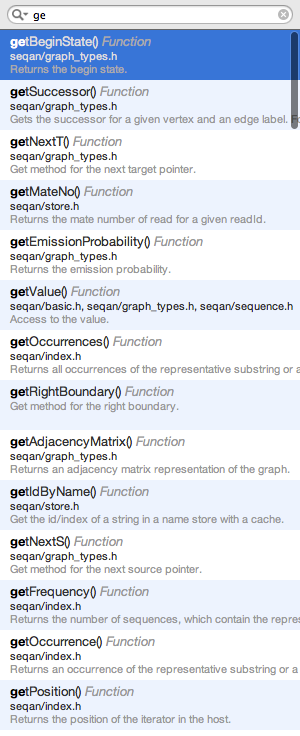 ge
getBeginState() Function
seqan/graph_types.h
Returns the begin state.
getSuccessor() Function
seqan/graph_types.h
Gets the successor for a given vertex and an edge label.
getNextT() Function
seqan/graph_types.h
Get method for the next target pointer.
getMateNo() Function
seqan/store.h
Returns the mate number of read for a given readId.
getEmissionProbability() Function
seqan/graph_types.h
Returns the emission probability.
getValue() Function
seqan/basic.h, seqan/graph_types.h, seqan/sequence.h
Access to the value.
getOccurrences() Function
seqan/index.h
Returns all occurrences of the representative substring or a
getRightBoundary() Function
Get method for the right boundary.
getAdjacencyMatrix() Function
seqan/graph_types.h
Returns an adjacency matrix representation of the graph.
getIdByName() Function
seqan/store.h
Get the id/index of a string in a name store with a cache.
getNextS() Function
seqan/graph_types.h
Get method for the next source pointer.
getFrequency() Function
seqan/index.h
Returns the number of sequences, which contain the repres
getOccurrence() Function
seqan/index.h
Returns an occurrence of the representative substring or a
getPosition() Function
seqan/index.h
Returns the position of the iterator in the host.